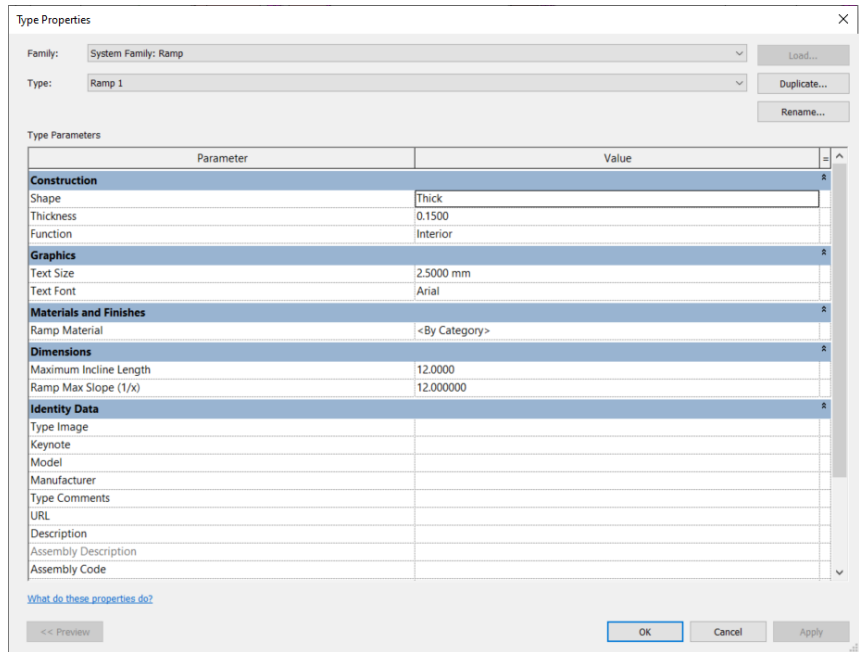 Type Properties
Family: System Family: Ramp Load...
Type: Ramp 1 Duplicate...
Rename...
Type Parameters
Parameter Value =
Construction
Shape Thick
Thickness 0.1500
Function Interior
Graphics
Text Size 2.5000 mm
Text Font Arial
Materials and Finishes
Ramp Material <By Category>
Dimensions
Maximum Incline Length 12.0000
Ramp Max Slope (1/x) 12.000000
Identity Data
Type Image
Keynote
Model
Manufacturer
Type Comments
URL
Description
Assembly Description
Assembly Code
What do these properties do?
<< Preview OK Cancel Apply